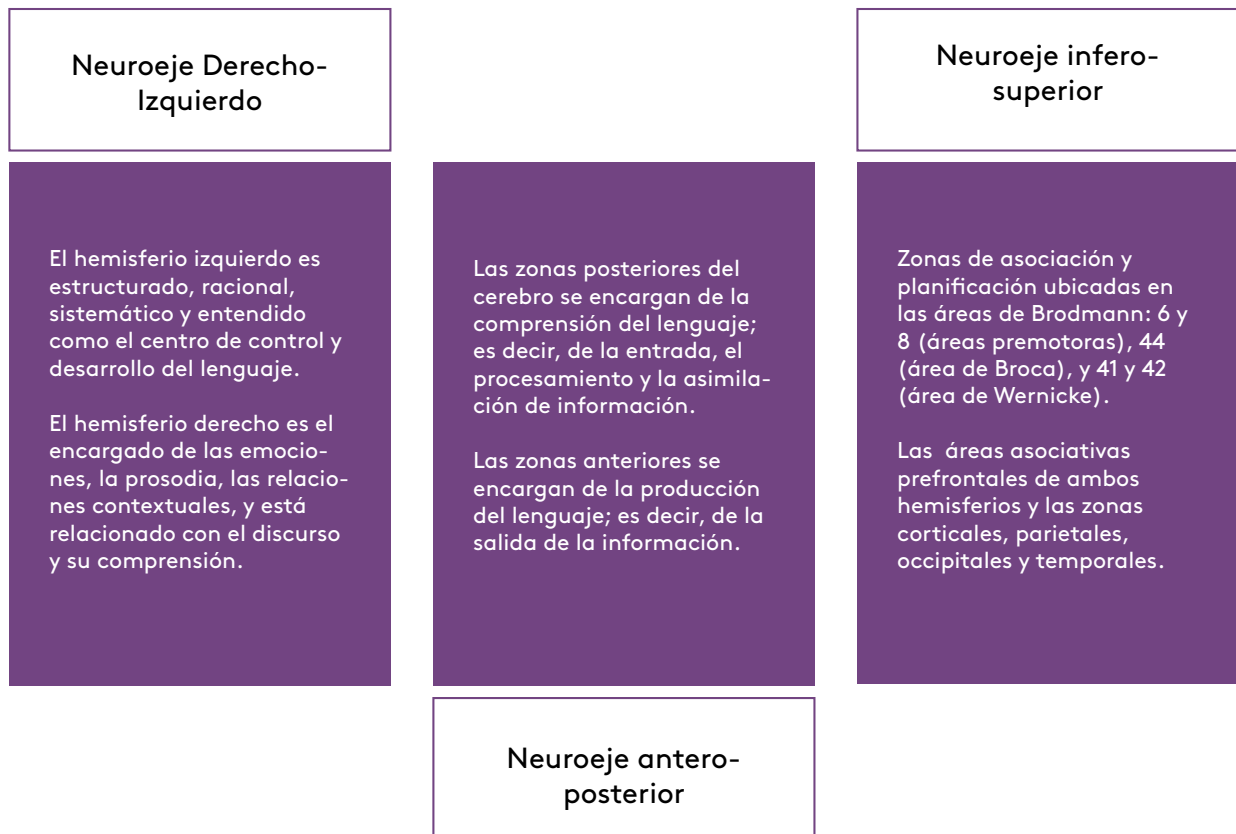 Neuroeje Derecho-
Izquierdo
El hemisferio izquierdo es
estructurado, racional,
sistemático y entendido
como el centro de control y
desarrollo del lenguaje.
El hemisferio derecho es el
encargado de las emocio-
nes, la prosodia, las relacio-
nes contextuales, y está
relacionado con el discurso
y su comprensión.
Las zonas posteriores del
cerebro se encargan de la
comprensión del lenguaje;
es decir, de la entrada, el
procesamiento y la asimila-
ción de información.
Las zonas anteriores se
encargan de la producción
del lenguaje; es decir, de la
salida de la información.
Neuroeje antero-
posterior
Neuroeje infero-
superior
Zonas de asociación y
planificación ubicadas en
las áreas de Brodmann: 6 y
8 (áreas premotoras), 44
(área de Broca), y 41 y 42
(área de Wernicke).
Las  áreas asociativas
prefrontales de ambos
hemisferios y las zonas
corticales, parietales,
occipitales y temporales.